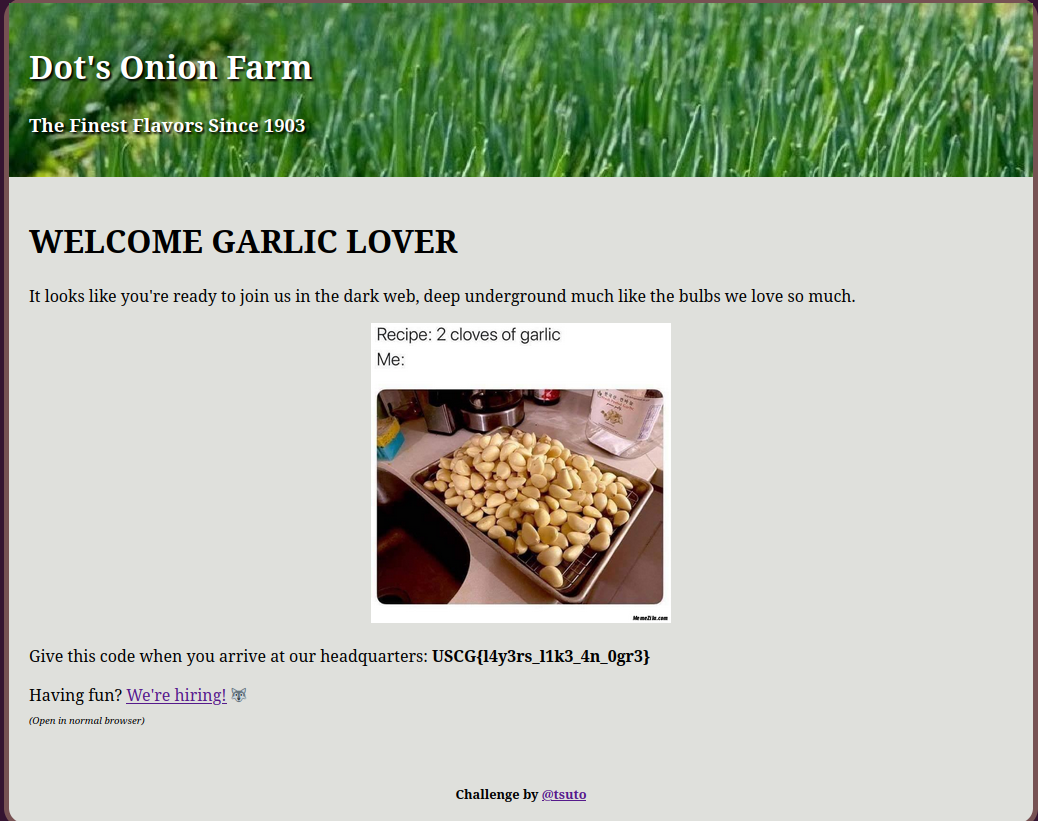 Dot's Onion Farm
The Finest Flavors Since 1903
WELCOME GARLIC LOVER
It looks like you're ready to join us in the dark web, deep underground much like the bulbs we love so much.
Recipe: 2 cloves of garlic
Me:
MemeZila.com
Give this code when you arrive at our headquarters: USCG{l4y3rs_l1k3_4n_0gr3}
Having fun? We're hiring! 🐺
(Open in normal browser)
Challenge by @tsuto